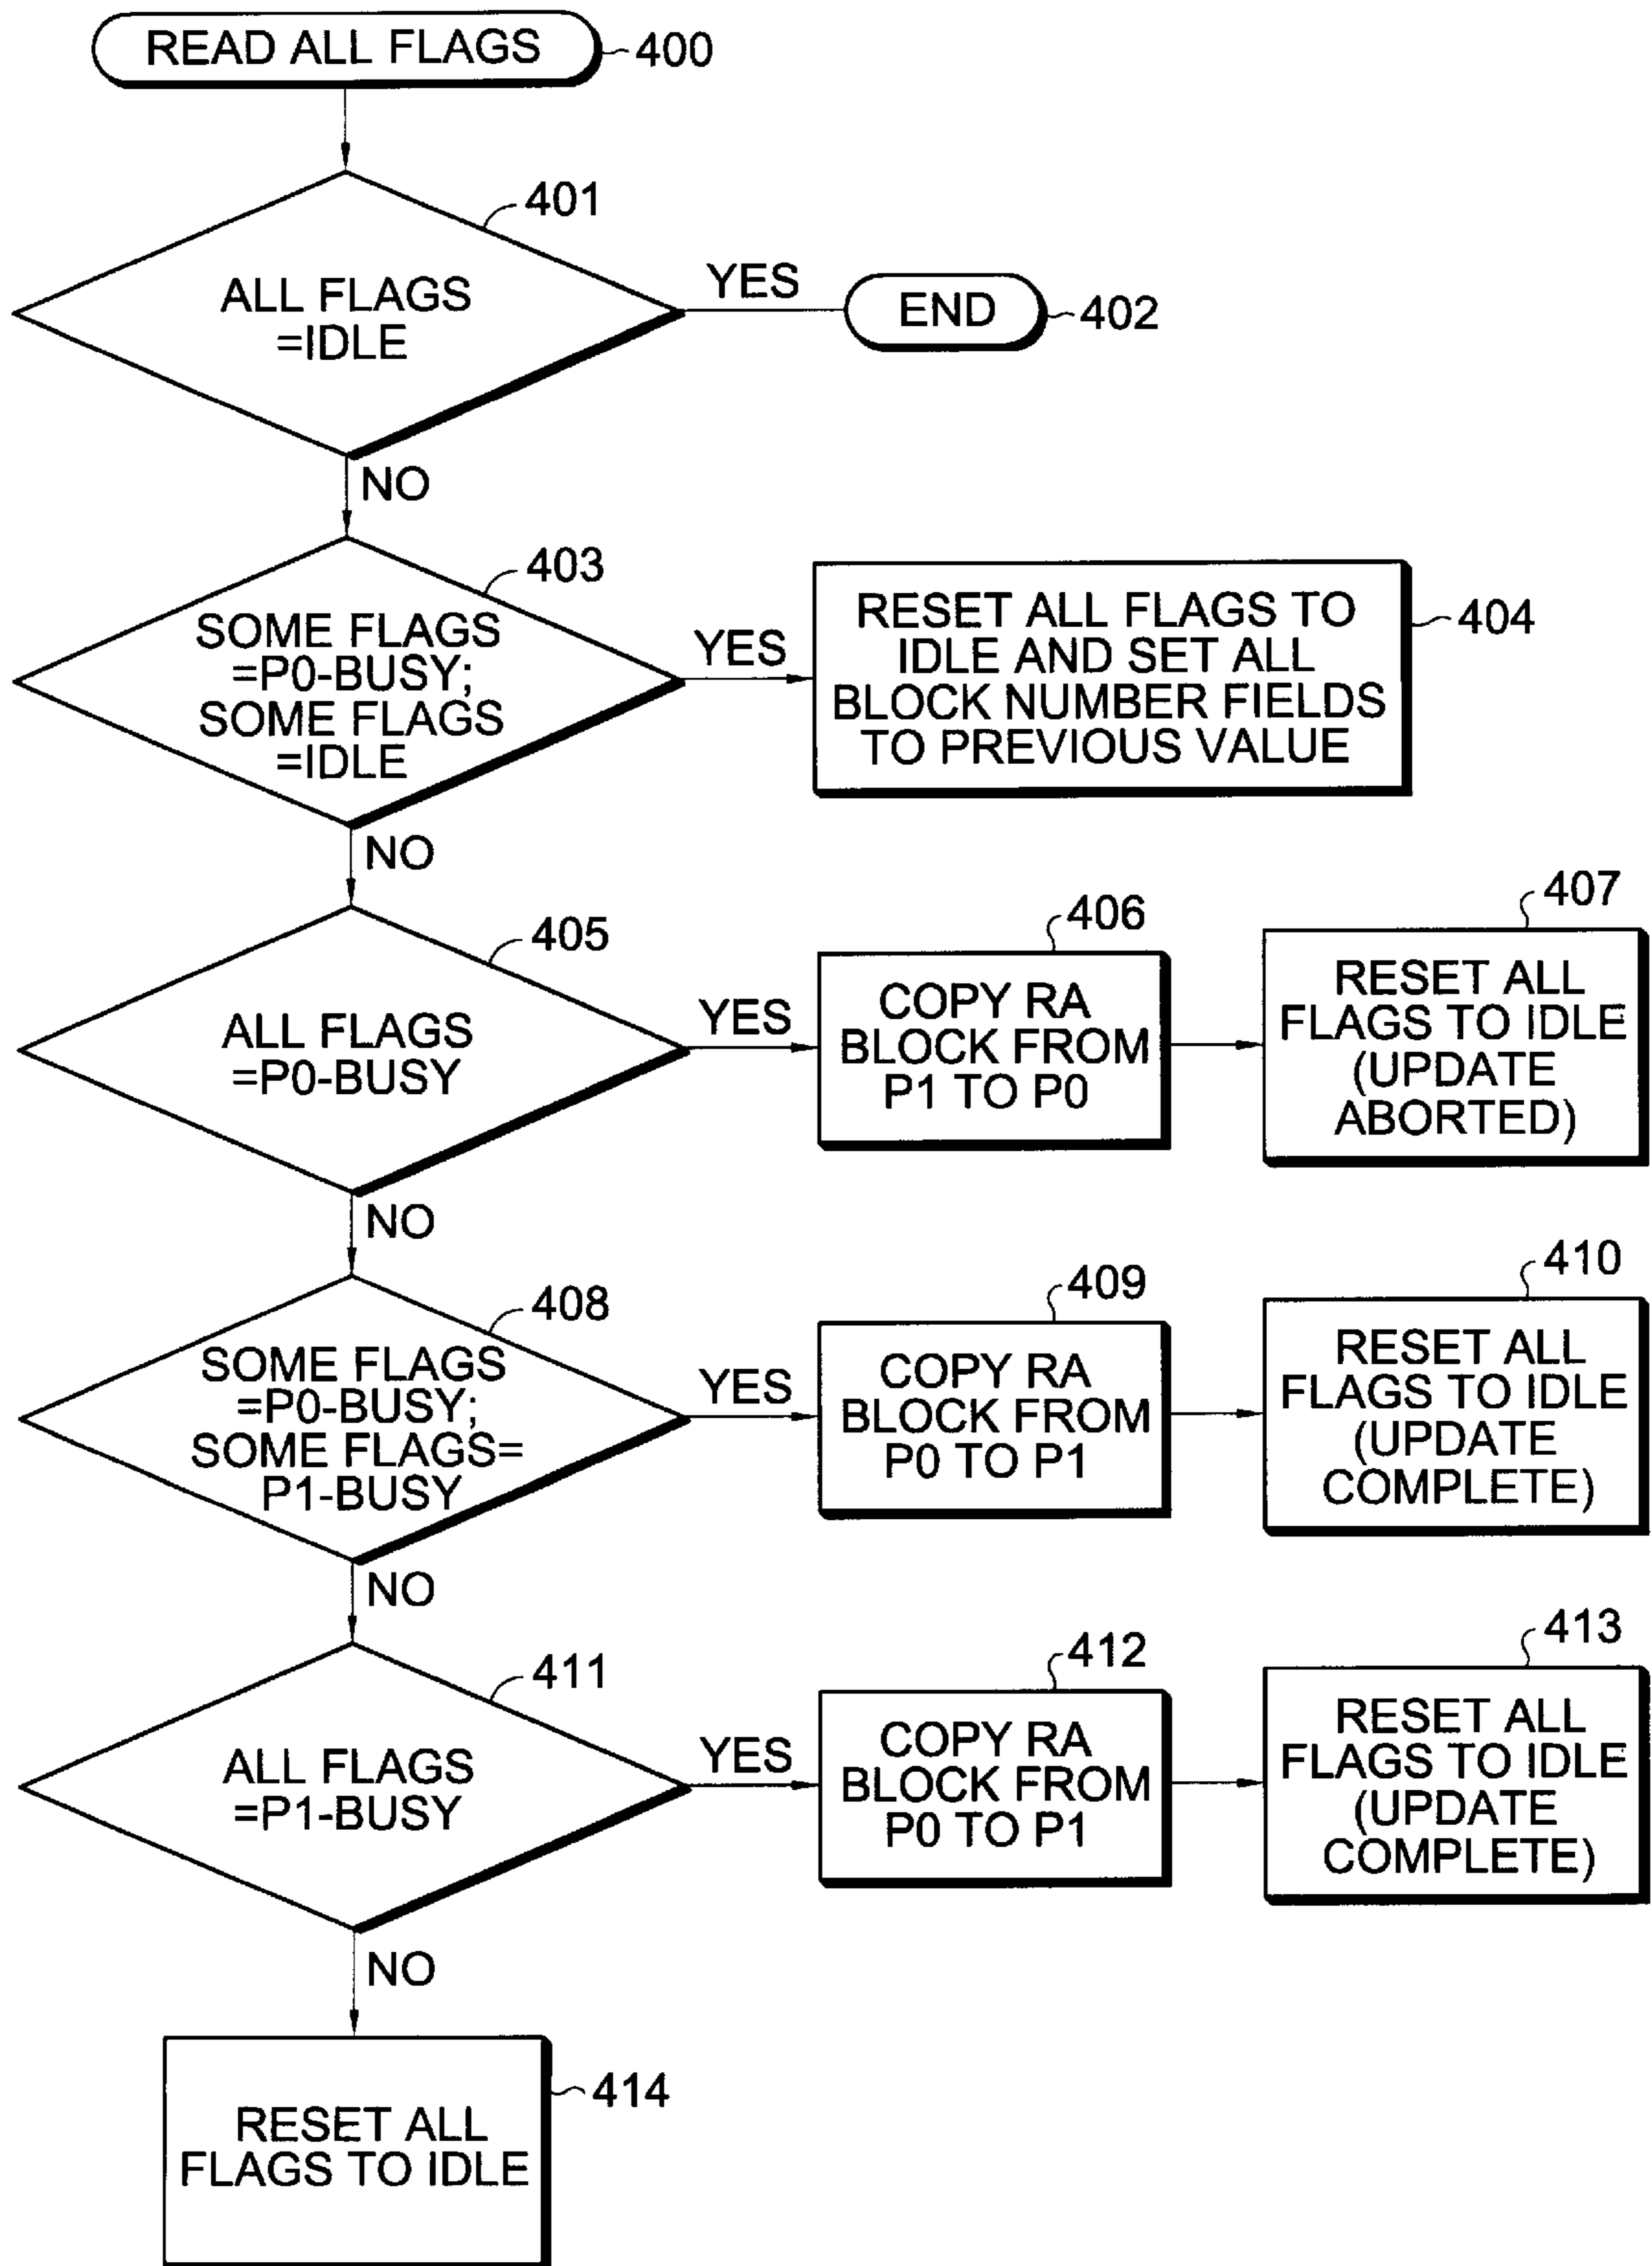 READ ALL FLAGS
400
401
ALL FLAGS
=IDLE
YES
END
402
NO
403
SOME FLAGS
=P0-BUSY;
SOME FLAGS
=IDLE
YES
RESET ALL FLAGS TO
IDLE AND SET ALL
BLOCK NUMBER FIELDS
TO PREVIOUS VALUE
404
NO
405
ALL FLAGS
=P0-BUSY
YES
406
COPY RA
BLOCK FROM
P1 TO P0
407
RESET ALL
FLAGS TO IDLE
(UPDATE
ABORTED)
NO
408
SOME FLAGS
=P0-BUSY;
SOME FLAGS=
P1-BUSY
YES
409
COPY RA
BLOCK FROM
P0 TO P1
410
RESET ALL
FLAGS TO IDLE
(UPDATE
COMPLETE)
NO
411
ALL FLAGS
=P1-BUSY
YES
412
COPY RA
BLOCK FROM
P0 TO P1
413
RESET ALL
FLAGS TO IDLE
(UPDATE
COMPLETE)
NO
414
RESET ALL
FLAGS TO IDLE